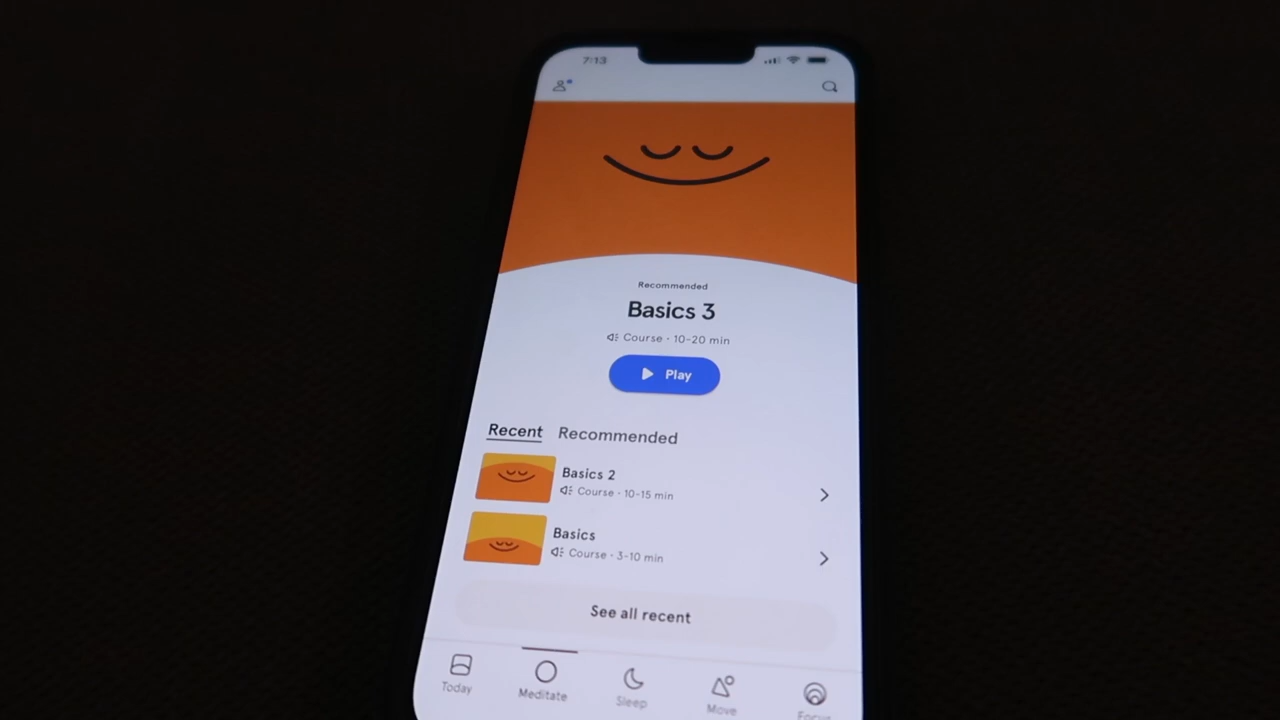 7:13
Recommended
Basics 3
Course · 10-20 min
Play
Recent Recommended
Basics 2
Course · 10-15 min
Basics
Course · 3-10 min
See all recent
Today Meditate Sleep Move Focus